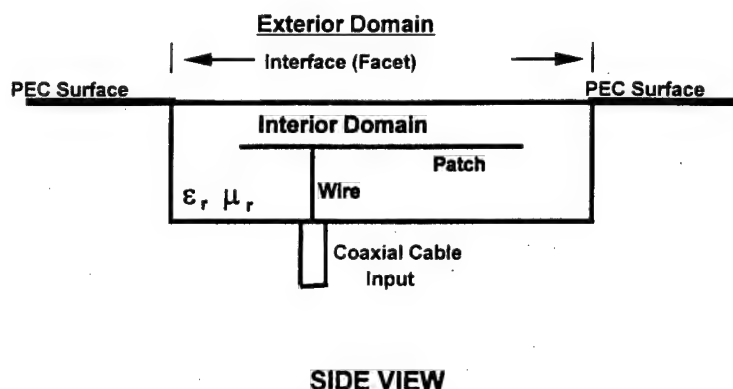 Exterior Domain
Interface (Facet)
PEC Surface
PEC Surface
Interior Domain
Patch
εr μr
Wire
Coaxial Cable
Input
SIDE VIEW